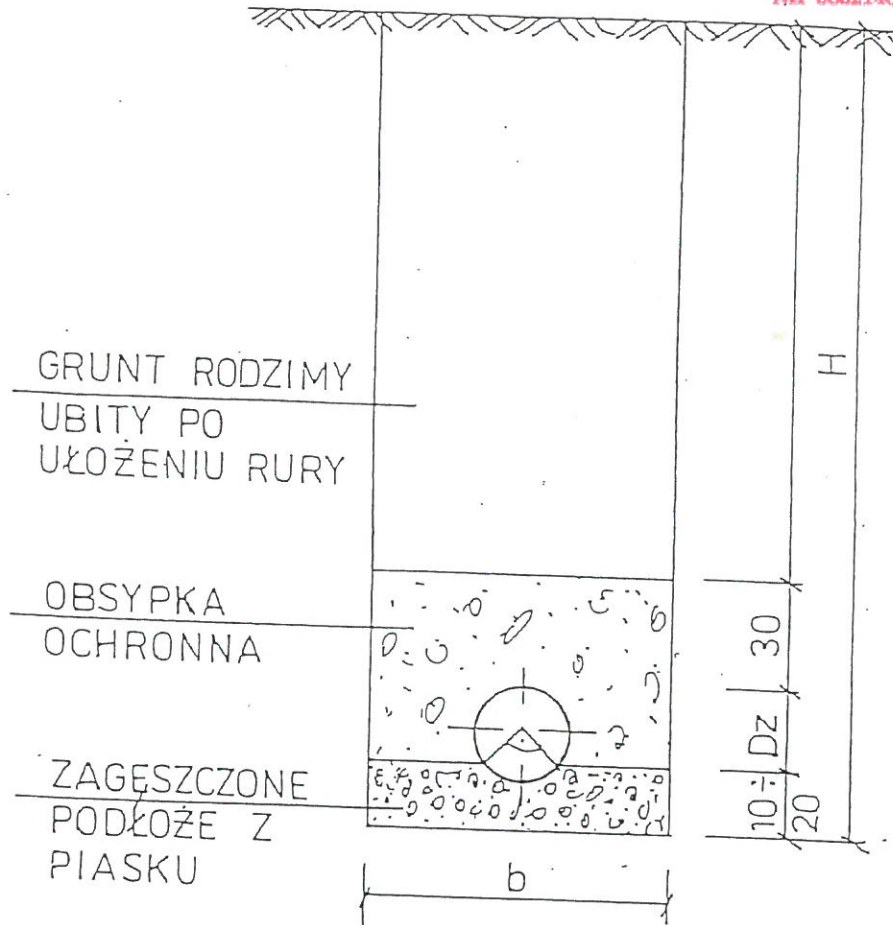 GRUNT RODZIMY
UBITY PO
UŁOŻENIU RURY
OBSYPKA
OCHRONNA
ZAGĘSZCZONE
PODŁOŻE Z
PIASKU
H
30
Dz
10÷
20
b